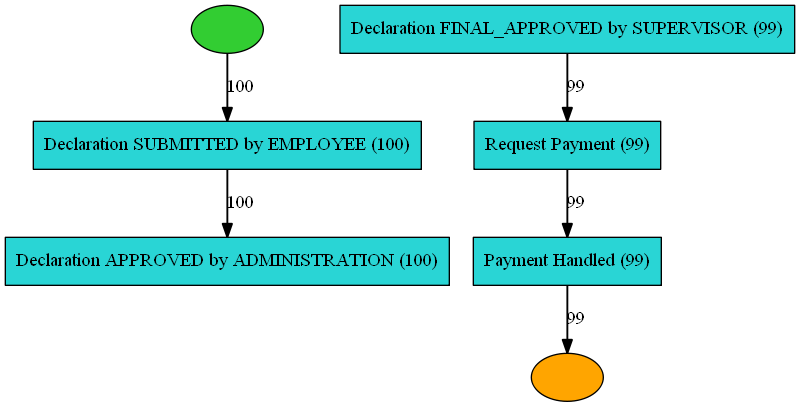 Declaration FINAL_APPROVED by SUPERVISOR (99)
100
99
Declaration SUBMITTED by EMPLOYEE (100)
Request Payment (99)
100
99
Declaration APPROVED by ADMINISTRATION (100)
Payment Handled (99)
99